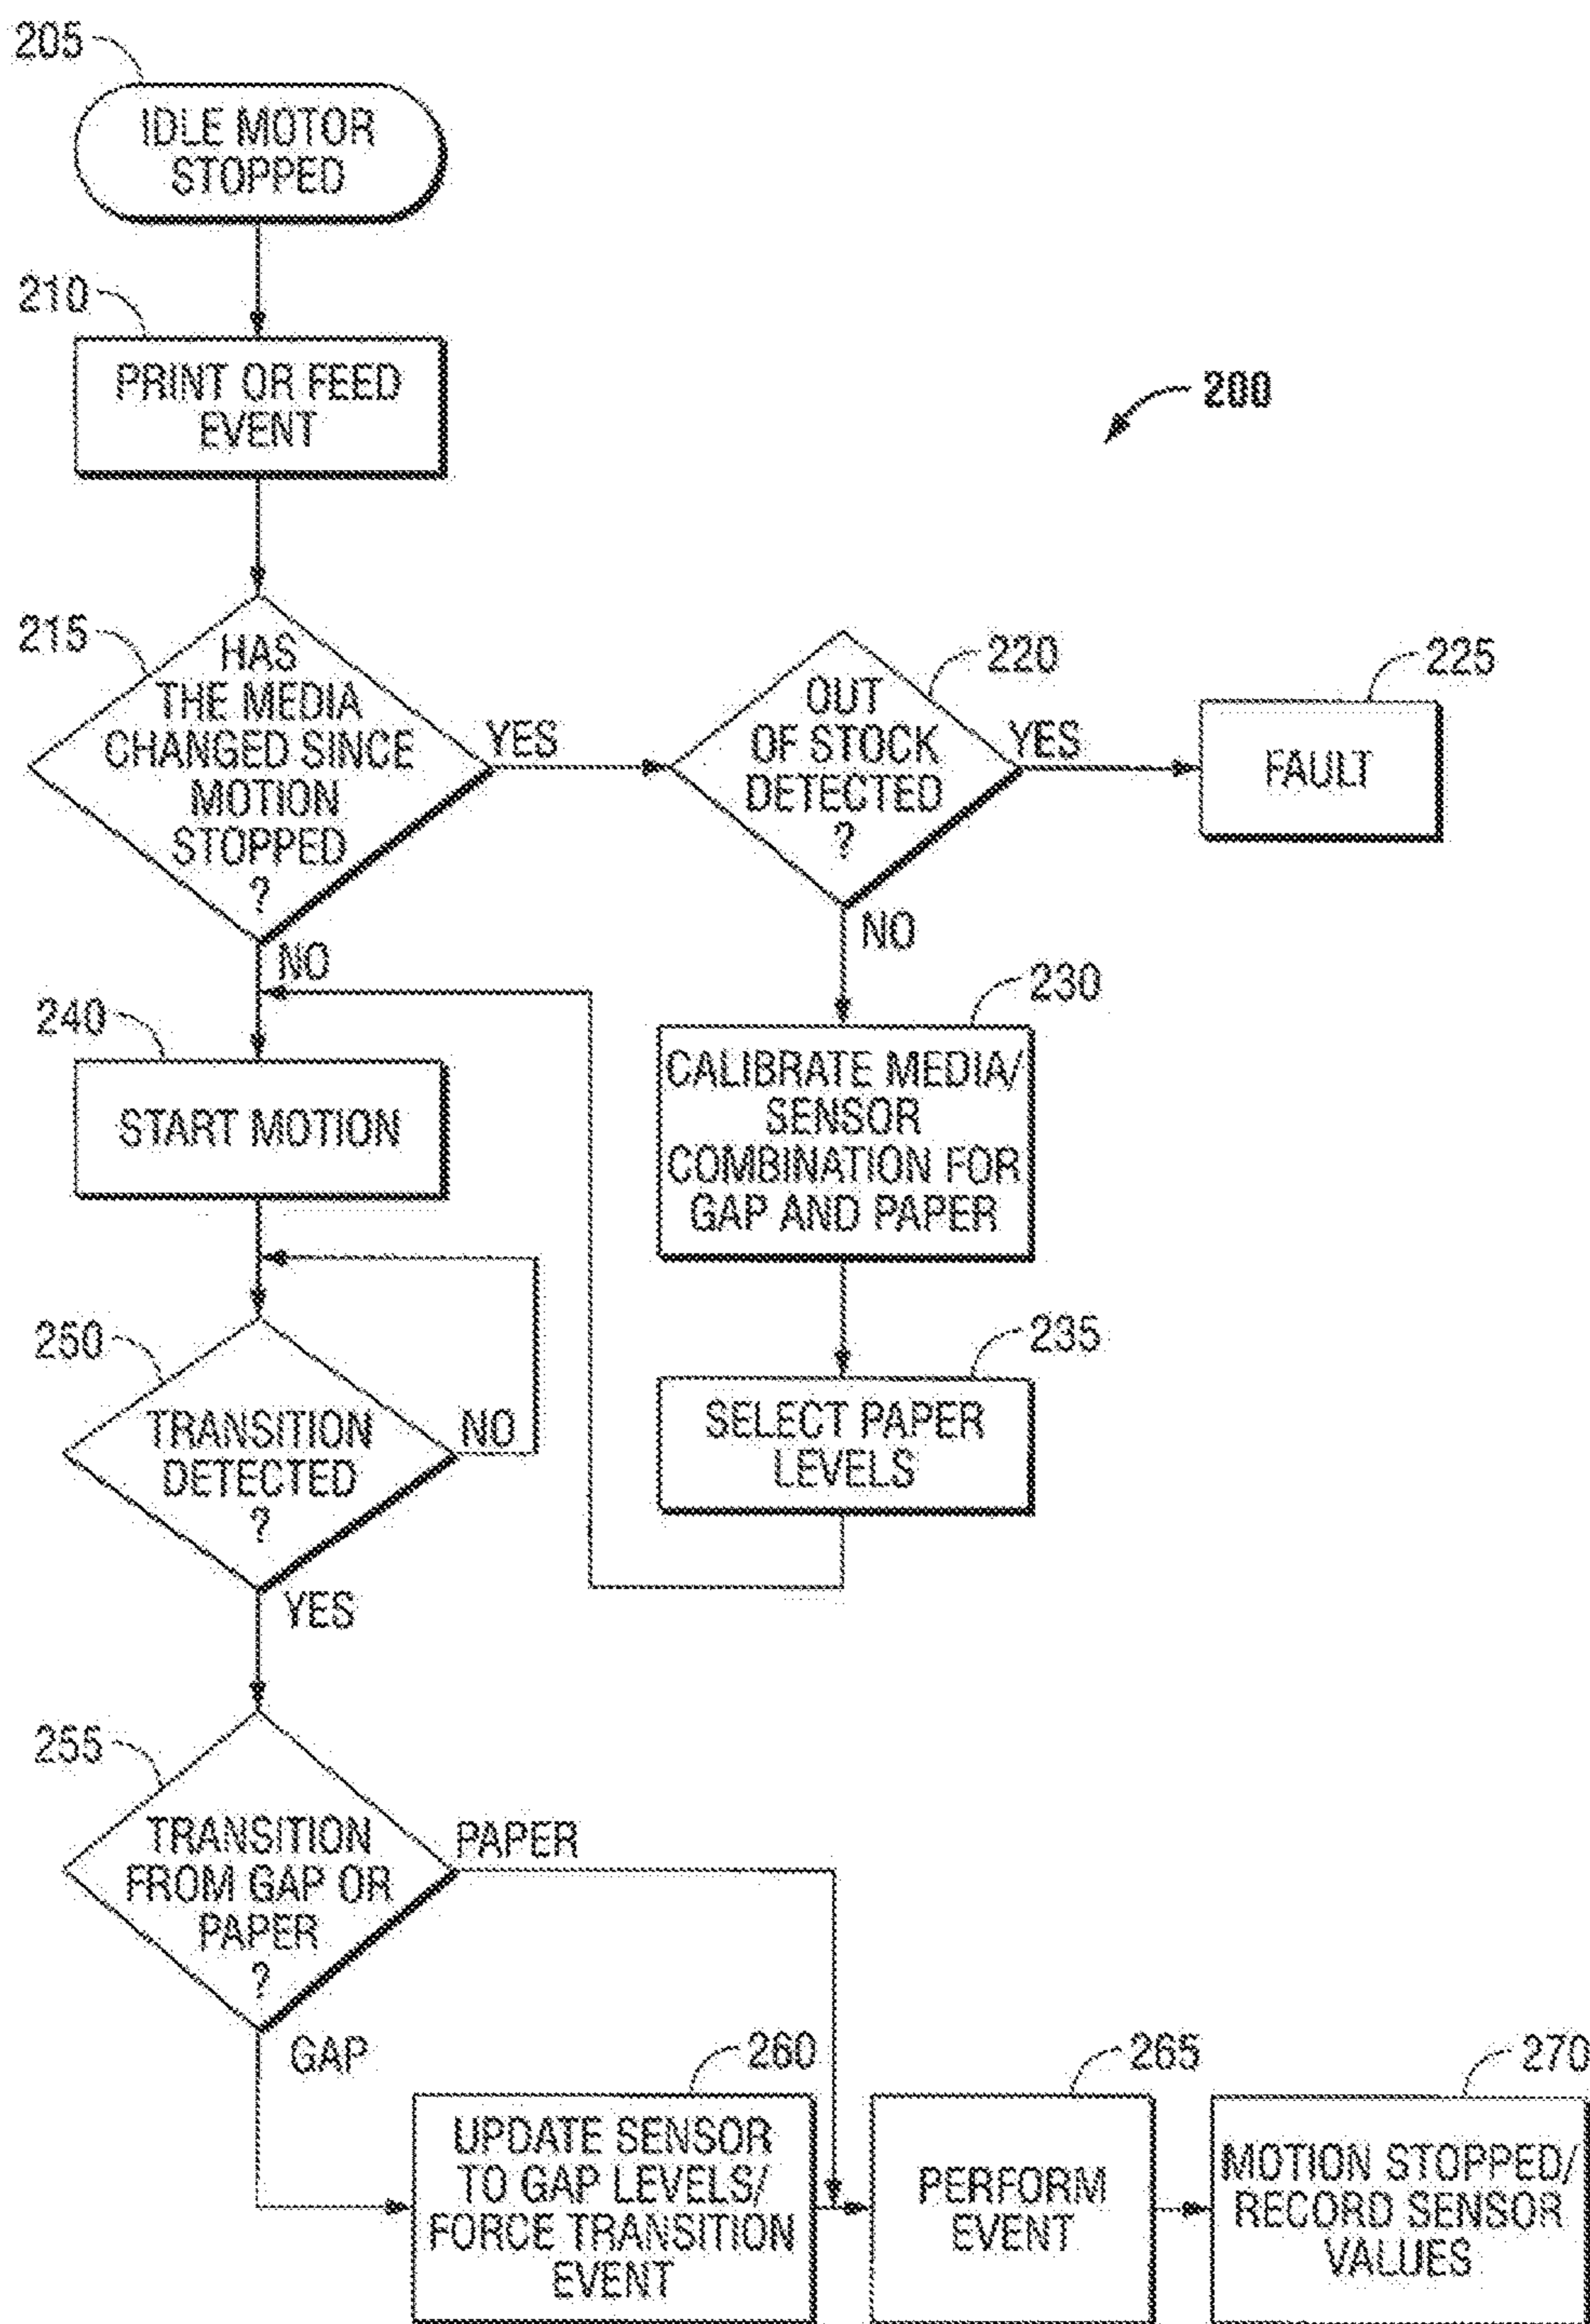 205
IDLE MOTOR
STOPPED
210
PRINT OR FEED
EVENT
200
215
HAS
THE MEDIA
CHANGED SINCE
MOTION
STOPPED
?
YES
NO
220
OUT
OF STOCK
DETECTED
?
YES
NO
225
FAULT
230
CALIBRATE MEDIA/
SENSOR
COMBINATION FOR
GAP AND PAPER
235
SELECT PAPER
LEVELS
240
START MOTION
250
TRANSITION
DETECTED
?
NO
YES
255
TRANSITION
FROM GAP OR
PAPER
?
PAPER
GAP
260
UPDATE SENSOR
TO GAP LEVELS/
FORCE TRANSITION
EVENT
265
PERFORM
EVENT
270
MOTION STOPPED/
RECORD SENSOR
VALUES